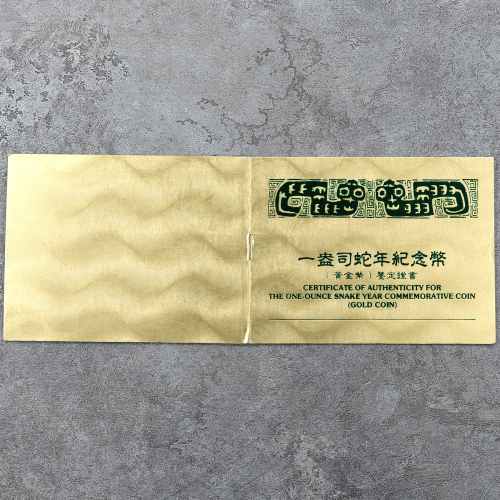 一盎司蛇年紀念幣
（黃金幣）鑒定證書
CERTIFICATE OF AUTHENTICITY FOR
THE ONE-OUNCE SNAKE YEAR COMMEMORATIVE COIN
(GOLD COIN)